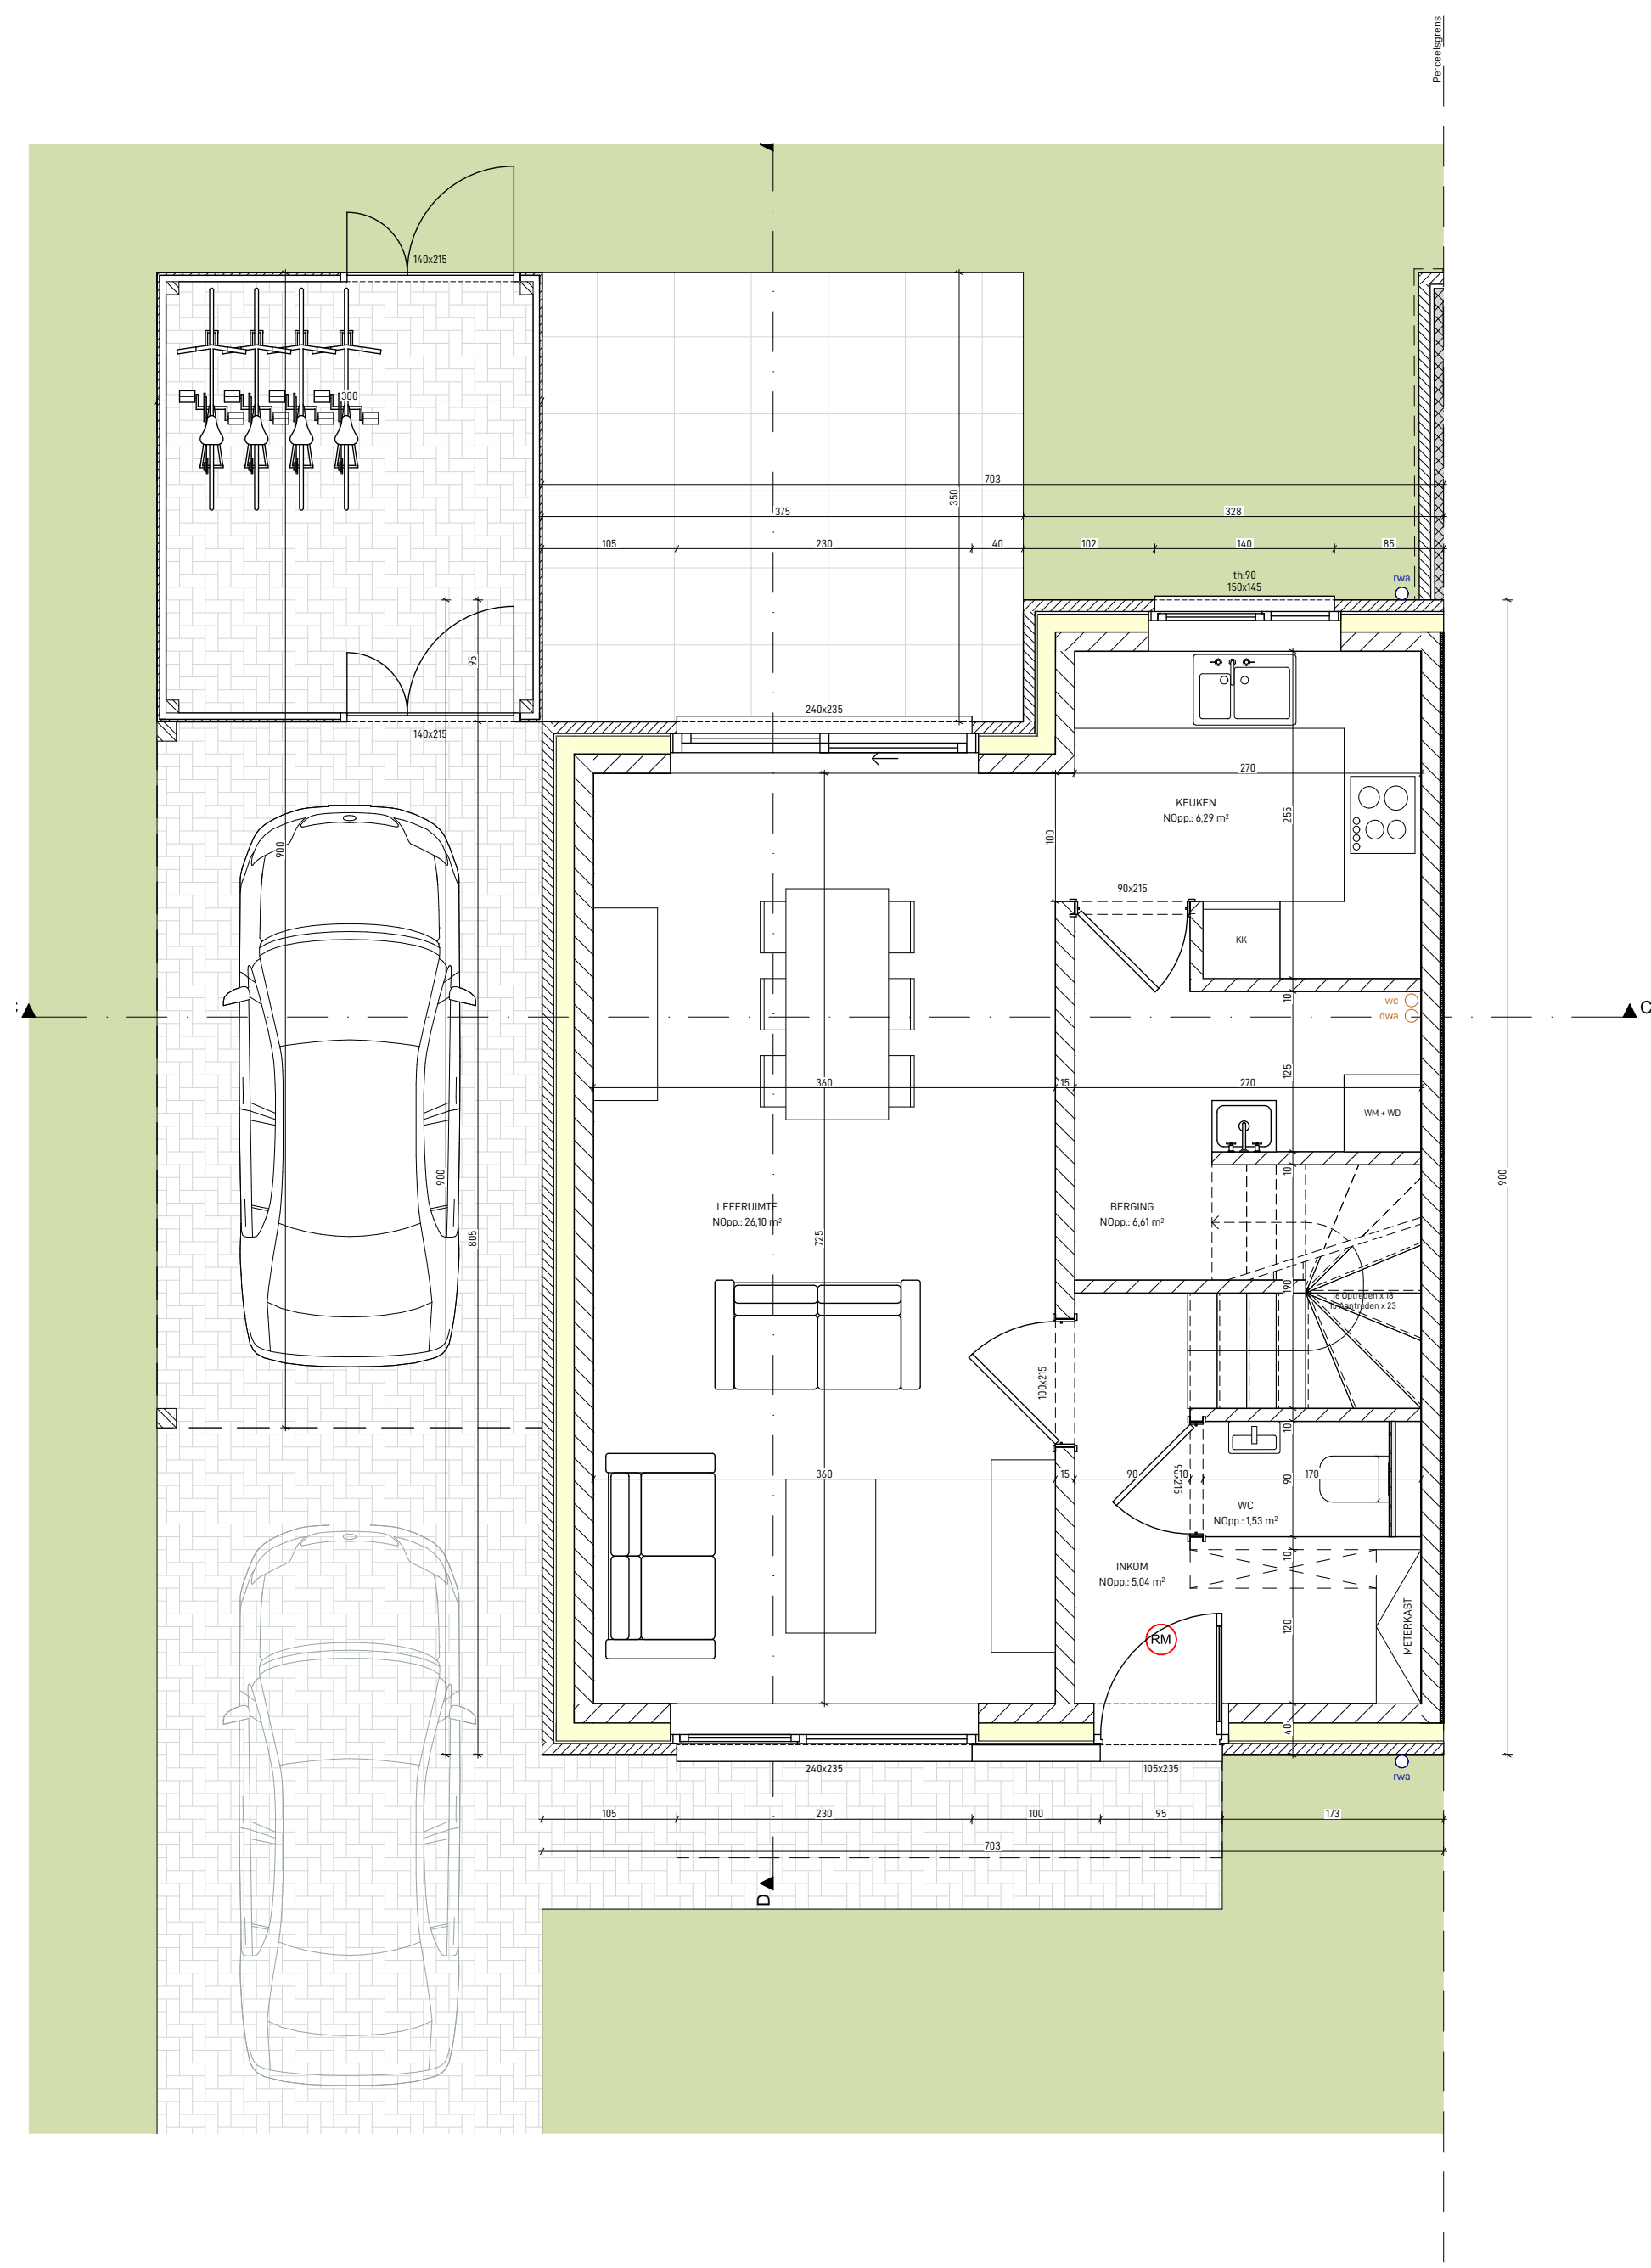 Perceelsgrens
140x215
300
703
350
375
328
105
230
40
102
140
85
th:90
150x145
rwa
95
240x235
140x215
270
KEUKEN
NOpp.: 6,29 m²
255
100
900
90x215
KK
10
wc
dwa
C
125
360
15
270
WM + WD
900
900
10
LEEFRUIMTE
NOpp.: 26,10 m²
BERGING
NOpp.: 6,61 m²
725
805
190
16 Optreden x 18
15 Aantreden x 23
100x215
10
360
15
90
10
90x215
90
170
WC
NOpp.: 1,53 m²
10
INKOM
NOpp.: 5,04 m²
120
METERKAST
RM
40
240x235
105x235
rwa
105
230
100
95
173
703
D